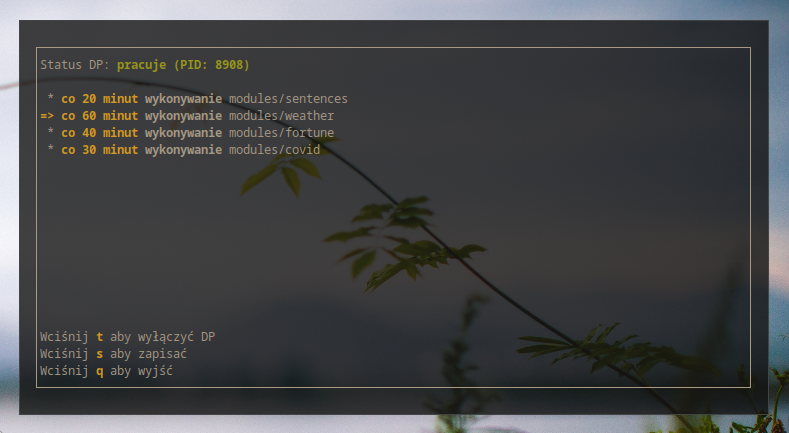 Status DP: pracuje (PID: 8908)
* co 20 minut wykonywanie modules/sentences
=> co 60 minut wykonywanie modules/weather
* co 40 minut wykonywanie modules/fortune
* co 30 minut wykonywanie modules/covid
Wciśnij t aby wyłączyć DP
Wciśnij s aby zapisać
Wciśnij q aby wyjść